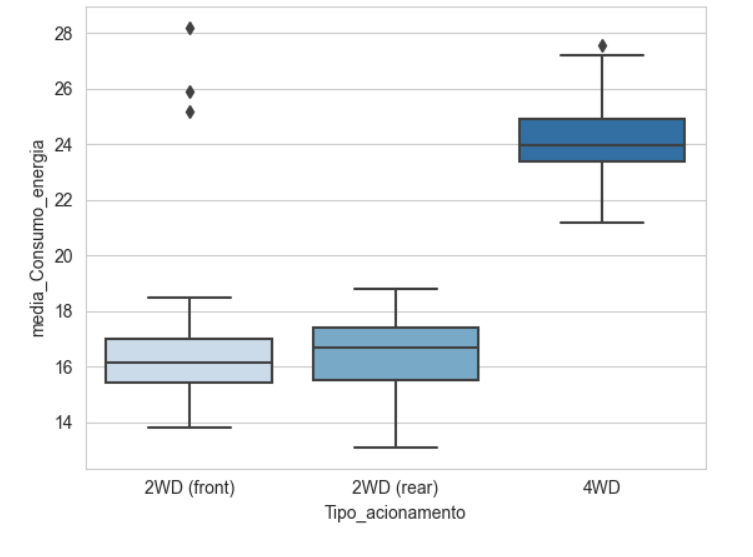 28
26
24
22
20
18
16
14
media_Consumo_energia
2WD (front)
2WD (rear)
4WD
Tipo_acionamento